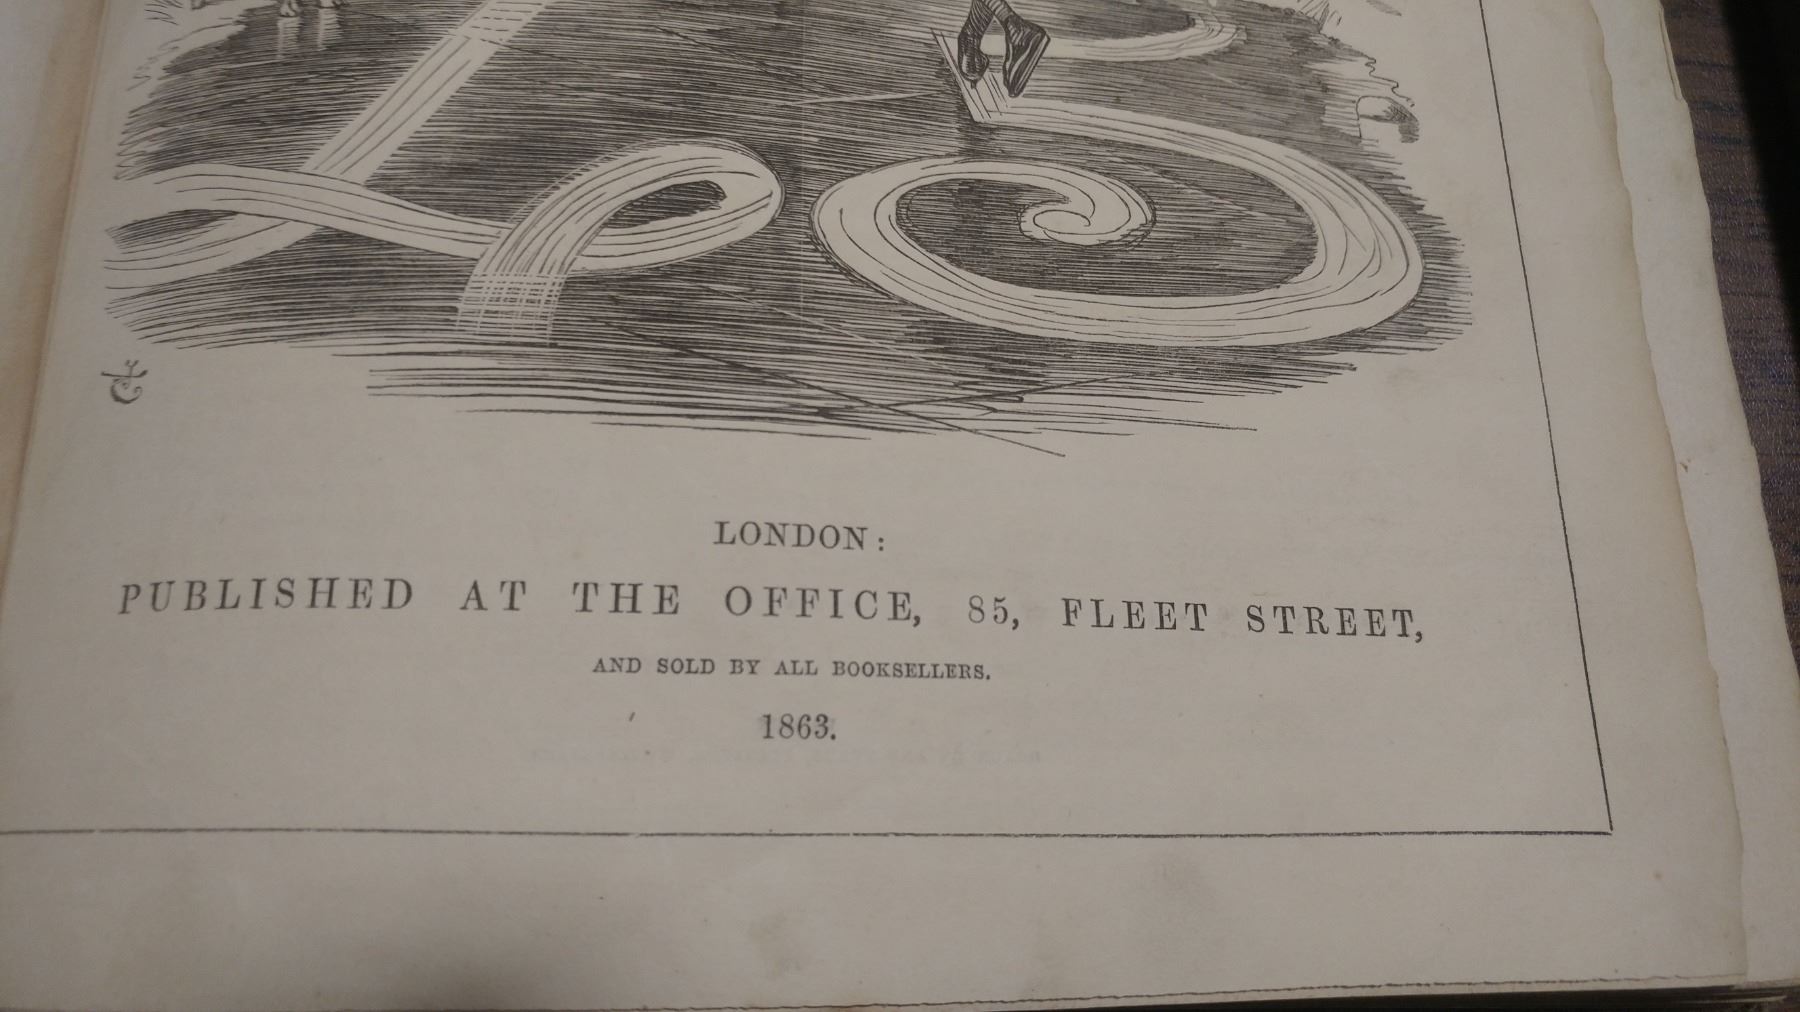 LONDON:
PUBLISHED AT THE OFFICE, 85, FLEET STREET,
AND SOLD BY ALL BOOKSELLERS.
1863.